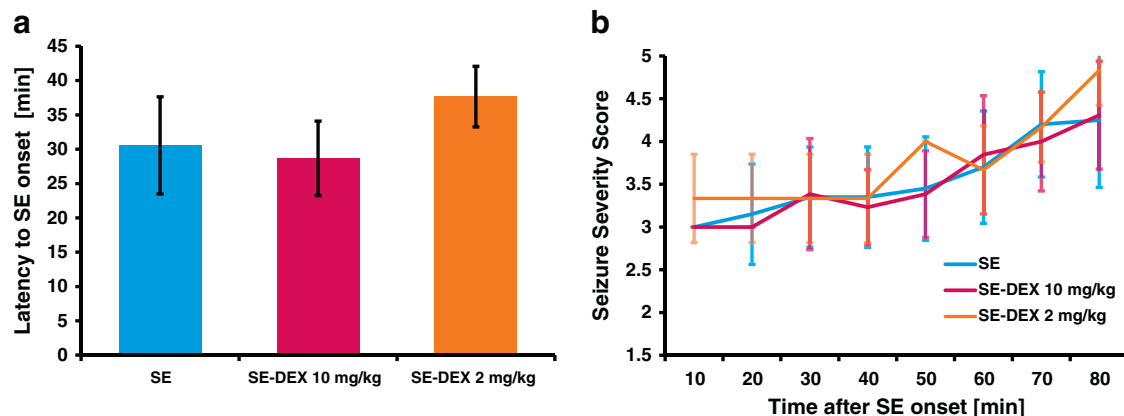 a
Latency to SE onset [min]
45
40
35
30
25
20
15
10
5
0
SE
SE-DEX 10 mg/kg
SE-DEX 2 mg/kg
b
Seizure Severity Score
5
4.5
4
3.5
3
2.5
2
1.5
SE
SE-DEX 10 mg/kg
SE-DEX 2 mg/kg
10 20 30 40 50 60 70 80
Time after SE onset [min]